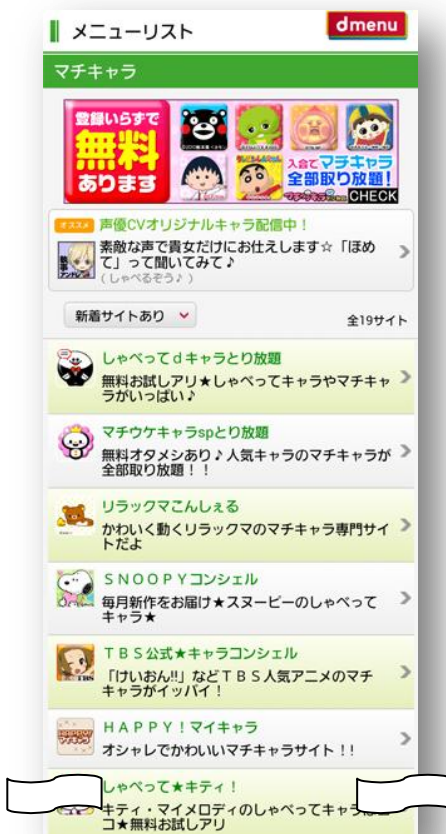 メニューリスト
dmenu
マチキャラ
登録いらずで
無料
あります
入会でマチキャラ
全部取り放題!
CHECK
オススメ
声優CVオリジナルキャラ配信中!
素敵な声で貴女だけにお仕えします☆「ほめ
て」って聞いてみて♪
(しゃべるぞう♪)
新着サイトあり
全19サイト
しゃべってdキャラとり放題
無料お試しアリ★しゃべってキャラやマチキャ
ラがいっぱい♪
マチウケキャラspとり放題
無料オタメシあり♪人気キャラのマチキャラが
全部取り放題!!
リラックマこんしぇる
かわいく動くリラックマのマチキャラ専門サイ
トだよ
SNOOPYコンシェル
毎月新作をお届け★スヌーピーのしゃべって
キャラ★
TBS公式★キャラコンシェル
「けいおん!!」などTBS人気アニメのマチ
キャラがイッパイ!
TBS
HAPPY!マイキャラ
オシャレでかわいいマチキャラサイト!!
しゃべって★キティ!
キティ・マイメロディのしゃべってキャラは
コ★無料お試しアリ